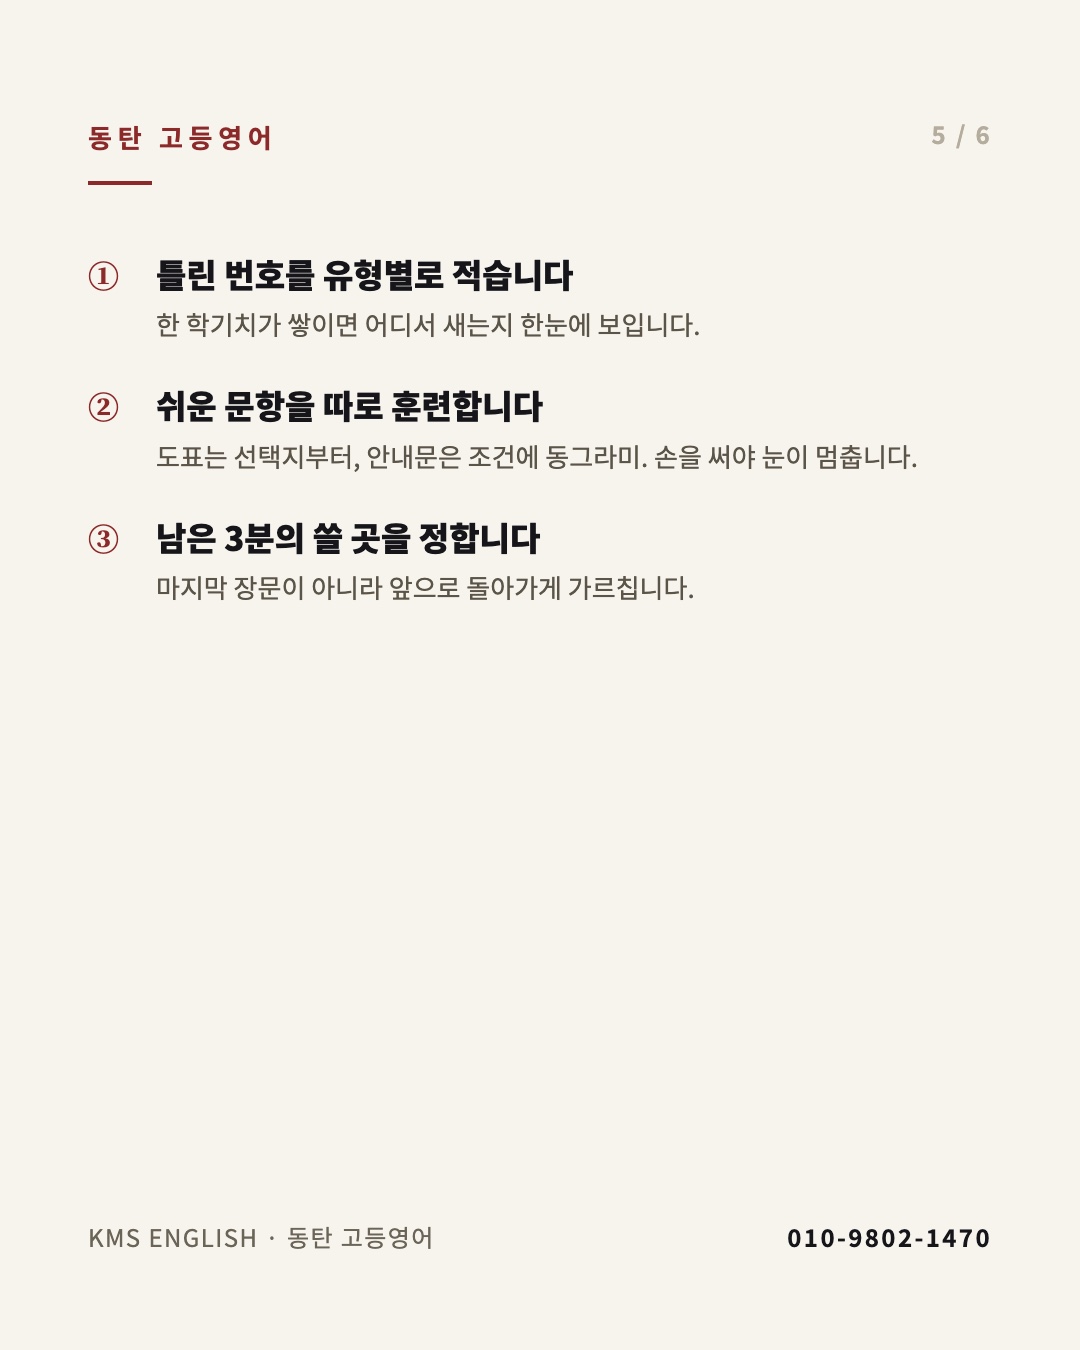 동탄 고등영어
5 / 6
① 틀린 번호를 유형별로 적습니다
한 학기치가 쌓이면 어디서 새는지 한눈에 보입니다.
② 쉬운 문항을 따로 훈련합니다
도표는 선택지부터, 안내문은 조건에 동그라미. 손을 써야 눈이 멈춥니다.
③ 남은 3분의 쓸 곳을 정합니다
마지막 장문이 아니라 앞으로 돌아가게 가르칩니다.
KMS ENGLISH · 동탄 고등영어
010-9802-1470